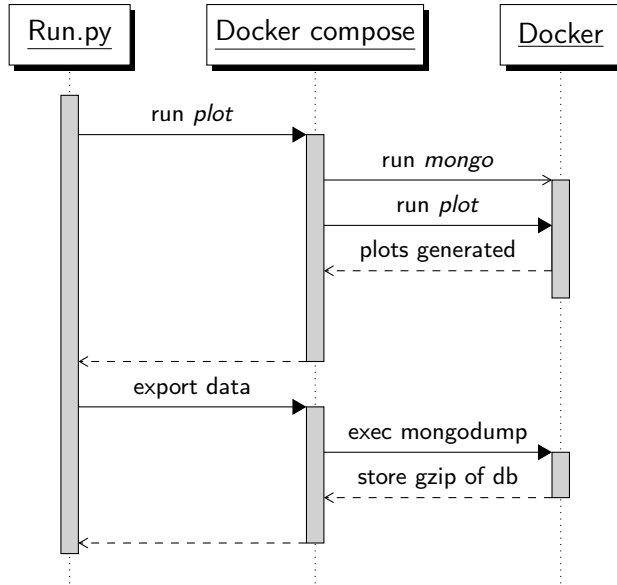 Run.py
Docker compose
Docker
run plot
run mongo
run plot
plots generated
export data
exec mongodump
store gzip of db